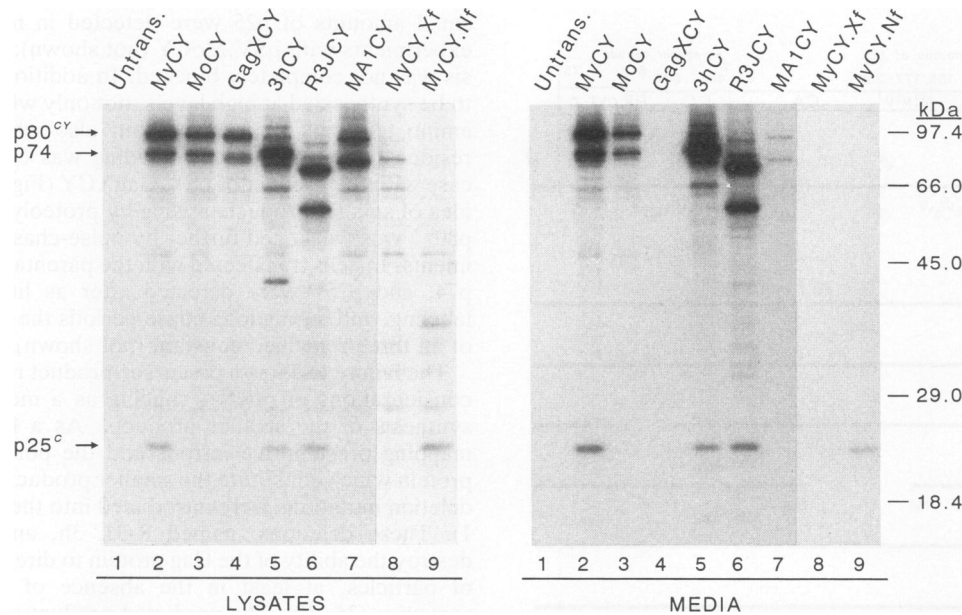 Untrans. MyCY MoCY GagXCY 3hCY R3JCY MA1CY MyCY.Xf MyCY.Nf
Untrans. MyCY MoCY GagXCY 3hCY R3JCY MA1CY MyCY.Xf MyCY.Nf
kDa
p80ᶜʸ
p74
p25ᶜ
97.4
66.0
45.0
29.0
18.4
1 2 3 4 5 6 7 8 9
1 2 3 4 5 6 7 8 9
LYSATES
MEDIA